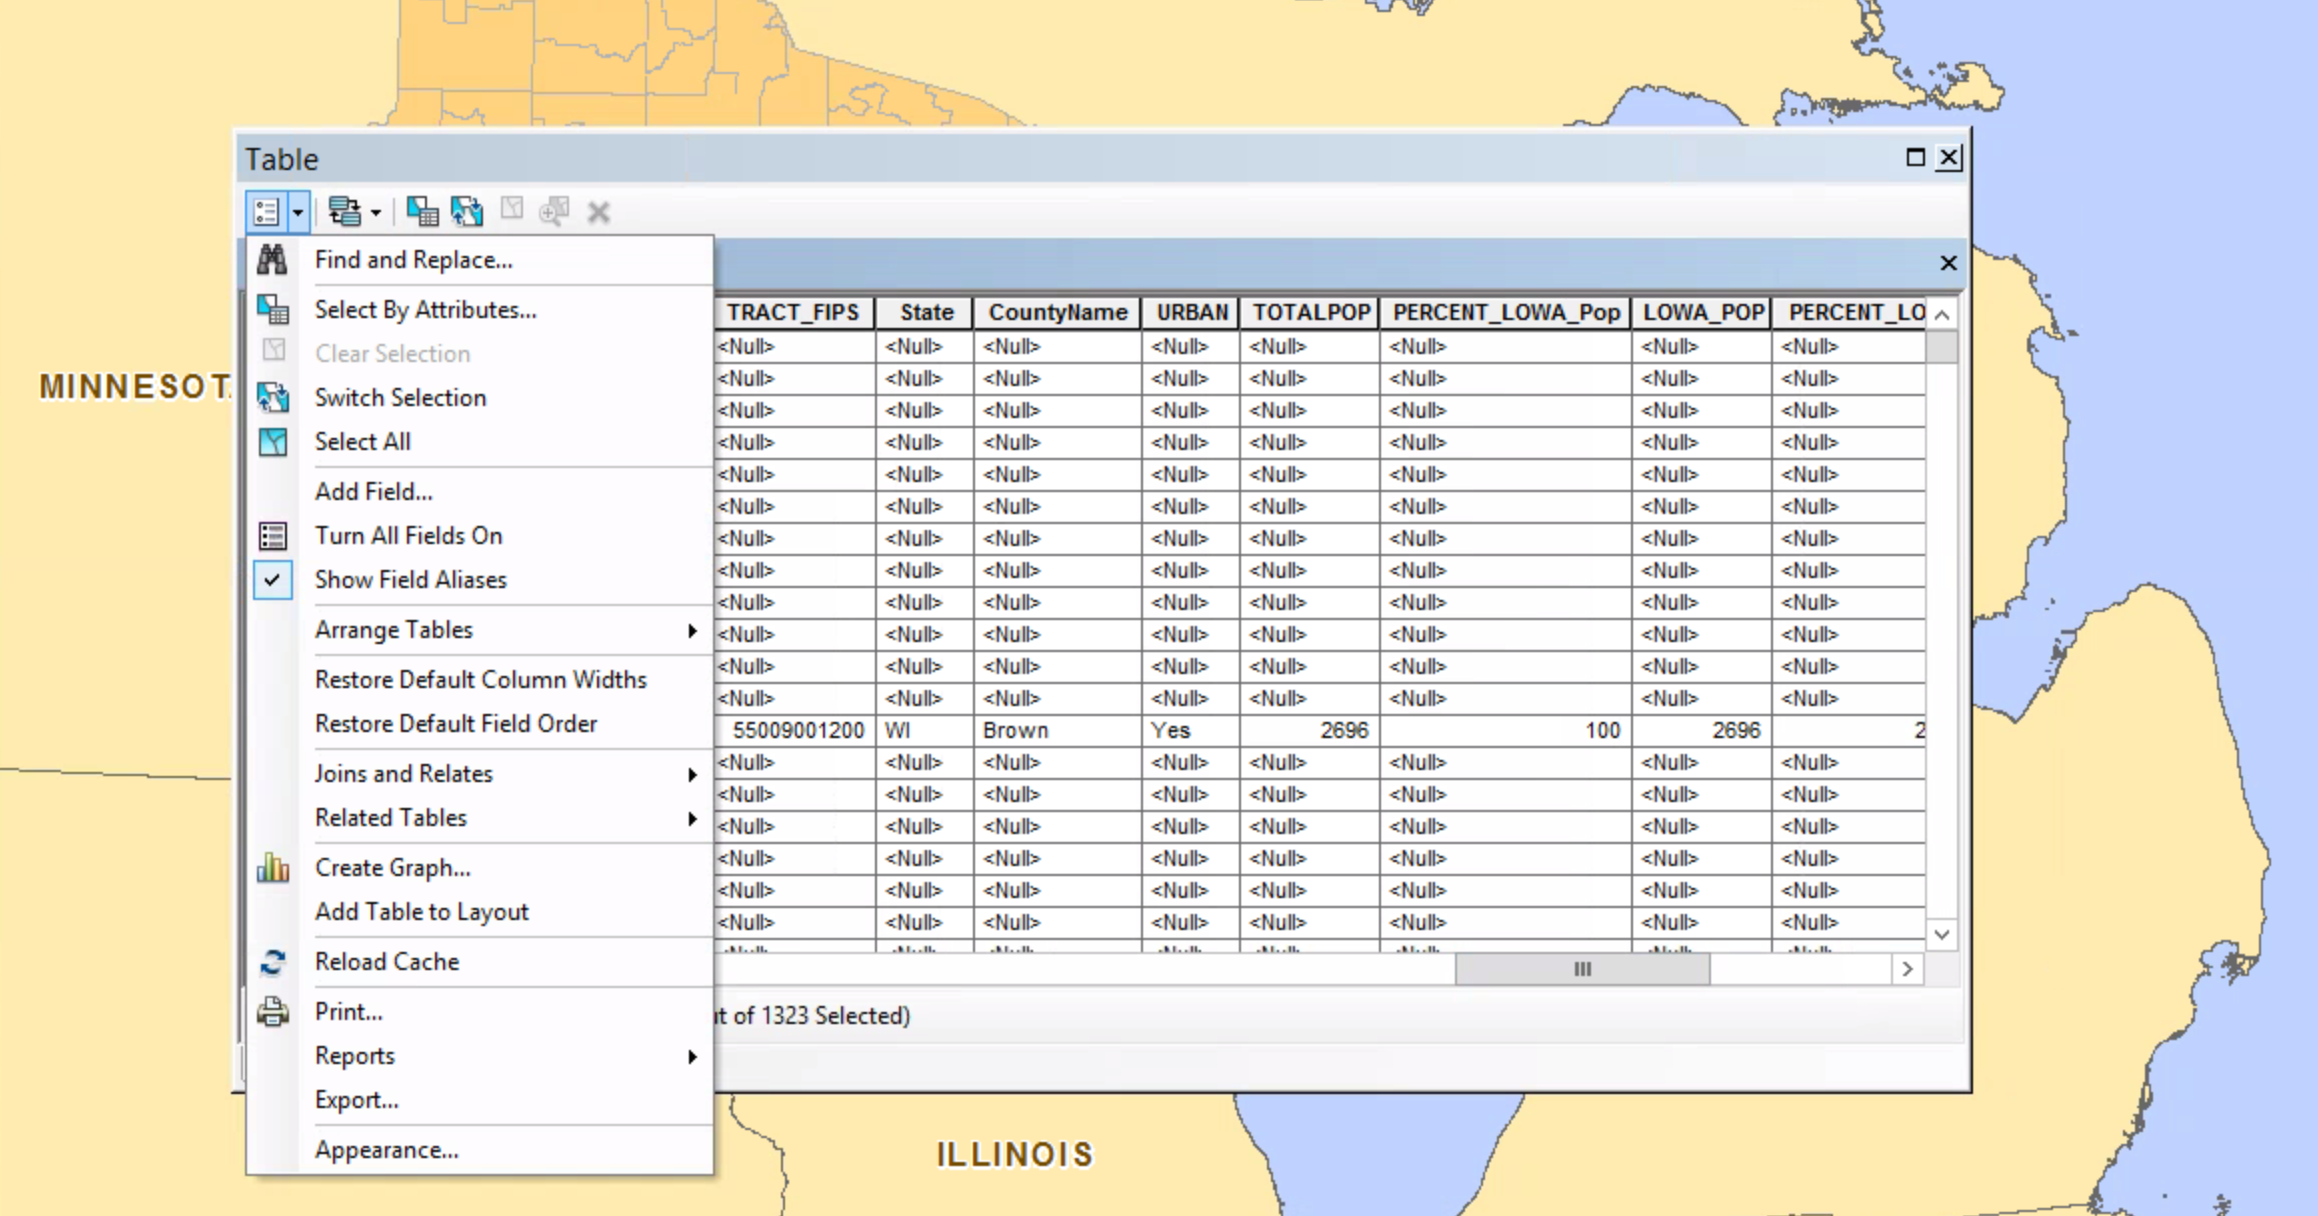 Table
Find and Replace...
Select By Attributes...
Clear Selection
Switch Selection
Select All
Add Field...
Turn All Fields On
Show Field Aliases
Arrange Tables
Restore Default Column Widths
Restore Default Field Order
Joins and Relates
Related Tables
Create Graph...
Add Table to Layout
Reload Cache
Print...
Reports
Export...
Appearance...
TRACT_FIPS State CountyName URBAN TOTALPOP PERCENT_LOWA_Pop LOWA_POP PERCENT_LO
<Null> <Null> <Null> <Null> <Null> <Null> <Null> <Null>
<Null> <Null> <Null> <Null> <Null> <Null> <Null> <Null>
<Null> <Null> <Null> <Null> <Null> <Null> <Null> <Null>
<Null> <Null> <Null> <Null> <Null> <Null> <Null> <Null>
<Null> <Null> <Null> <Null> <Null> <Null> <Null> <Null>
<Null> <Null> <Null> <Null> <Null> <Null> <Null> <Null>
<Null> <Null> <Null> <Null> <Null> <Null> <Null> <Null>
<Null> <Null> <Null> <Null> <Null> <Null> <Null> <Null>
<Null> <Null> <Null> <Null> <Null> <Null> <Null> <Null>
<Null> <Null> <Null> <Null> <Null> <Null> <Null> <Null>
<Null> <Null> <Null> <Null> <Null> <Null> <Null> <Null>
<Null> <Null> <Null> <Null> <Null> <Null> <Null> <Null>
55009001200 WI Brown Yes 2696 100 2696 2
<Null> <Null> <Null> <Null> <Null> <Null> <Null> <Null>
<Null> <Null> <Null> <Null> <Null> <Null> <Null> <Null>
<Null> <Null> <Null> <Null> <Null> <Null> <Null> <Null>
<Null> <Null> <Null> <Null> <Null> <Null> <Null> <Null>
<Null> <Null> <Null> <Null> <Null> <Null> <Null> <Null>
<Null> <Null> <Null> <Null> <Null> <Null> <Null> <Null>
of 1323 Selected)
MINNESOT
ILLINOIS